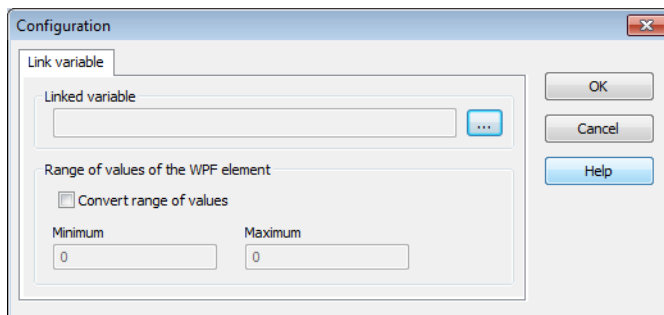 Configuration
Link variable
Linked variable
...
OK
Cancel
Help
Range of values of the WPF element
Convert range of values
Minimum Maximum
0 0